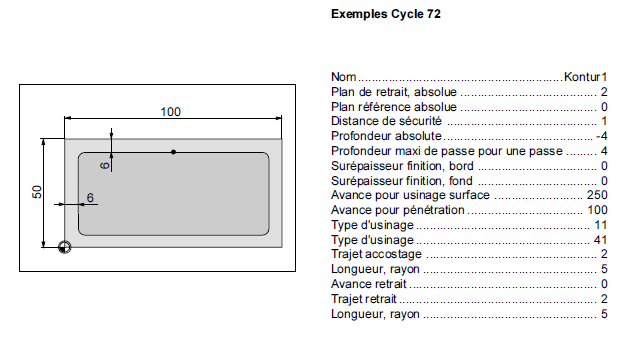 Exemples Cycle 72
100
50
6
6
Nom ........ Kontur1
Plan de retrait, absolue ........ 2
Plan référence absolue ........ 0
Distance de sécurité ........ 1
Profondeur absolute ........ -4
Profondeur maxi de passe pour une passe ........ 4
Surépaisseur finition, bord ........ 0
Surépaisseur finition, fond ........ 0
Avance pour usinage surface ........ 250
Avance pour pénétration ........ 100
Type d'usinage ........ 11
Type d'usinage ........ 41
Trajet accostage ........ 2
Longueur, rayon ........ 5
Avance retrait ........ 0
Trajet retrait ........ 2
Longueur, rayon ........ 5